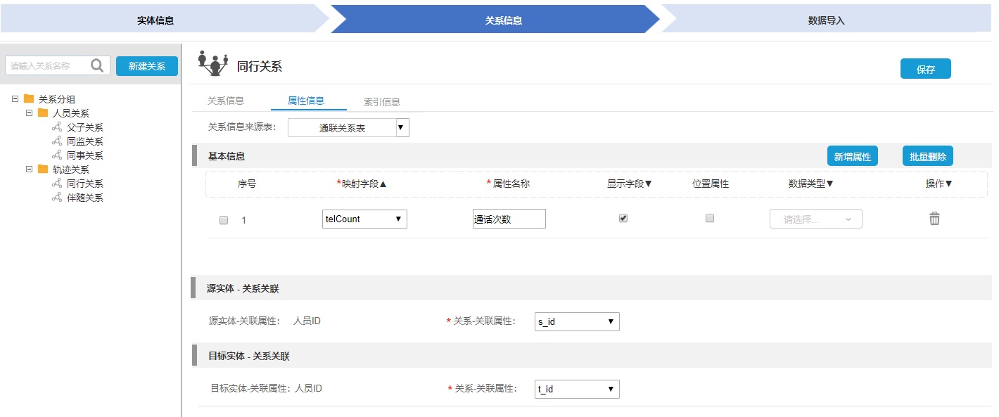 实体信息 关系信息 数据导入
请输入关系名称 新建关系
关系分组
人员关系
父子关系
同监关系
同事关系
轨迹关系
同行关系
伴随关系
同行关系 保存
关系信息 属性信息 索引信息
关系信息来源表： 通联关系表
基本信息 新增属性 批量删除
序号 *映射字段▲ *属性名称 显示字段▼ 位置属性 数据类型▼ 操作▼
1 telCount 通话次数 请选择...
源实体 - 关系关联
源实体-关联属性： 人员ID * 关系-关联属性： s_id
目标实体 - 关系关联
目标实体-关联属性：人员ID * 关系-关联属性： t_id